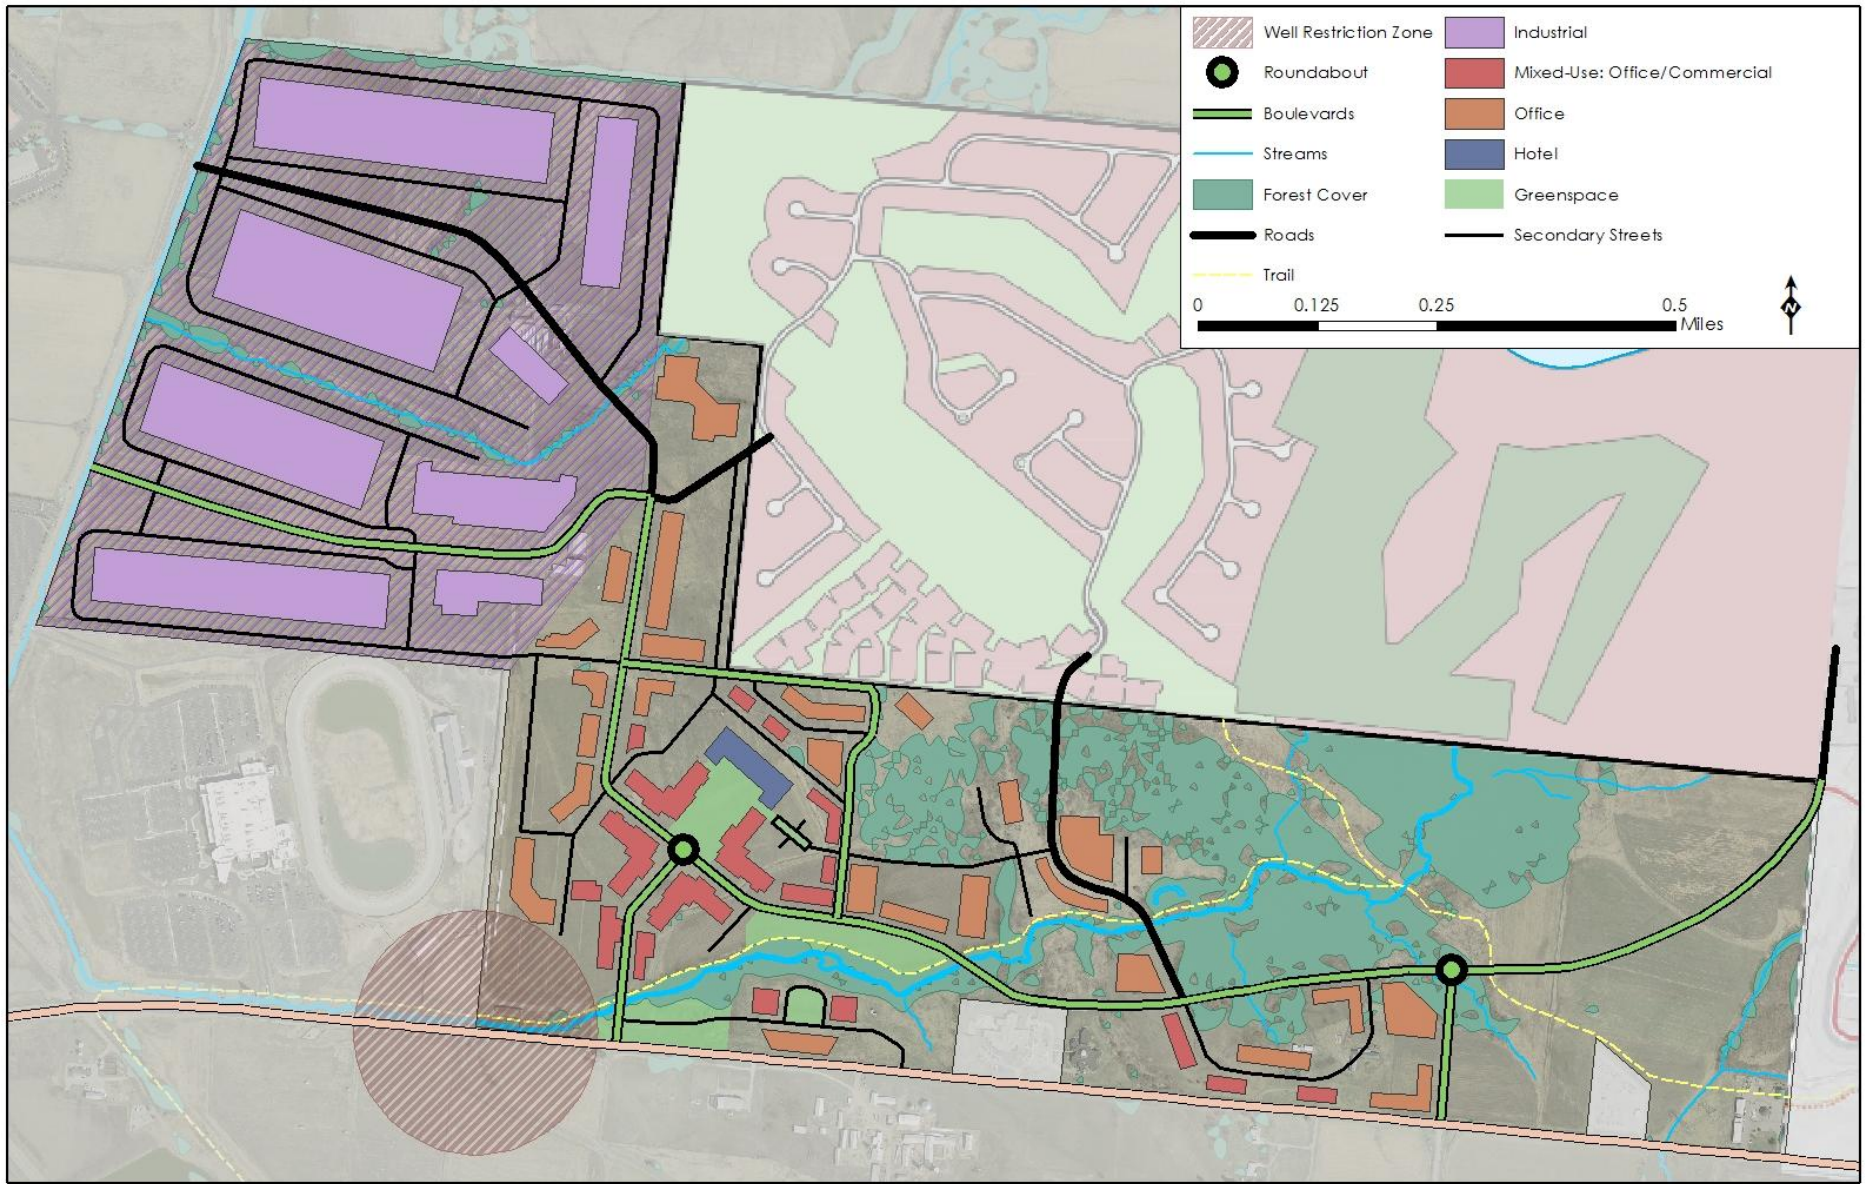 Well Restriction Zone
Roundabout
Boulevards
Streams
Forest Cover
Roads
Trail
Industrial
Mixed-Use: Office/Commercial
Office
Hotel
Greenspace
Secondary Streets
0 0.125 0.25 0.5
Miles
N